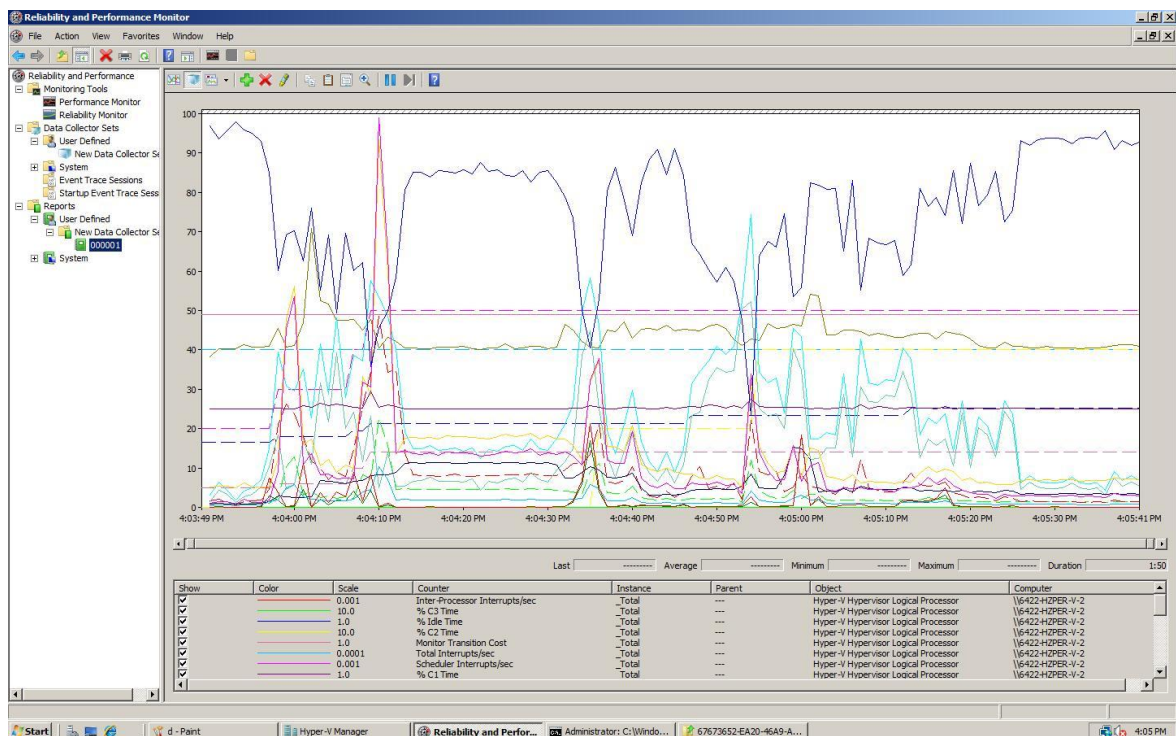 Reliability and Performance Monitor
File Action View Favorites Window Help
Reliability and Performance
Monitoring Tools
Performance Monitor
Reliability Monitor
Data Collector Sets
User Defined
New Data Collector Se
System
Event Trace Sessions
Startup Event Trace Sess
Reports
User Defined
New Data Collector Se
000001
System
100
90
80
70
60
50
40
30
20
10
0
4:03:49 PM 4:04:00 PM 4:04:10 PM 4:04:20 PM 4:04:30 PM 4:04:40 PM 4:04:50 PM 4:05:00 PM 4:05:10 PM 4:05:20 PM 4:05:30 PM 4:05:41 PM
Last --------- Average --------- Minimum --------- Maximum --------- Duration 1:50
Show Color Scale Counter Instance Parent Object Computer
0.001 Inter-Processor Interrupts/sec _Total --- Hyper-V Hypervisor Logical Processor \\6422-HZPER-V-2
10.0 % C3 Time _Total --- Hyper-V Hypervisor Logical Processor \\6422-HZPER-V-2
1.0 % Idle Time _Total --- Hyper-V Hypervisor Logical Processor \\6422-HZPER-V-2
10.0 % C2 Time _Total --- Hyper-V Hypervisor Logical Processor \\6422-HZPER-V-2
1.0 Monitor Transition Cost _Total --- Hyper-V Hypervisor Logical Processor \\6422-HZPER-V-2
0.0001 Total Interrupts/sec _Total --- Hyper-V Hypervisor Logical Processor \\6422-HZPER-V-2
0.001 Scheduler Interrupts/sec _Total --- Hyper-V Hypervisor Logical Processor \\6422-HZPER-V-2
1.0 % C1 Time _Total --- Hyper-V Hypervisor Logical Processor \\6422-HZPER-V-2
Start d - Paint Hyper-V Manager Reliability and Perfor... Administrator: C:\Windo... 67673652-EA20-46A9-A... 4:05 PM